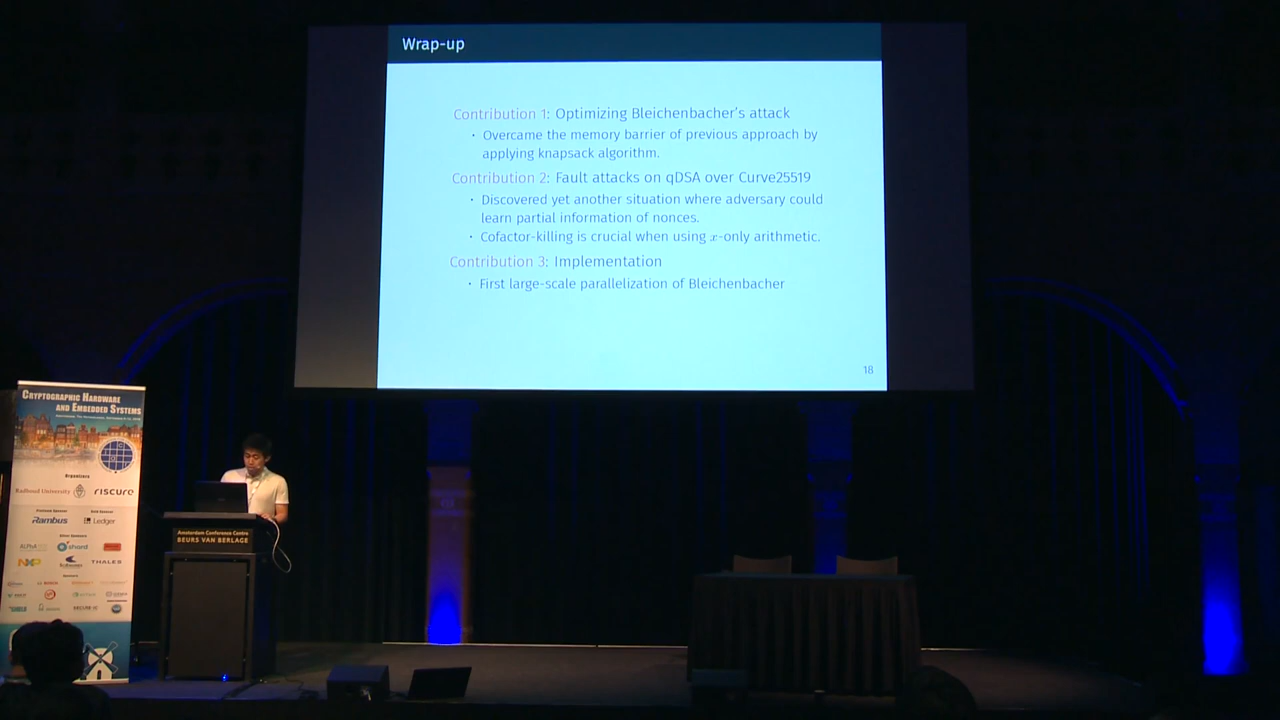 Wrap-up
Contribution 1: Optimizing Bleichenbacher's attack
· Overcame the memory barrier of previous approach by
applying knapsack algorithm.
Contribution 2: Fault attacks on qDSA over Curve25519
· Discovered yet another situation where adversary could
learn partial information of nonces.
· Cofactor-killing is crucial when using x-only arithmetic.
Contribution 3: Implementation
· First large-scale parallelization of Bleichenbacher
18
CRYPTOGRAPHIC HARDWARE
AND EMBEDDED SYSTEMS
Organisers
Radboud University
riscure
Rambus
Ledger
eshard
NXP
THALES
Amsterdam Conference Centre
BEURS VAN BERLAGE